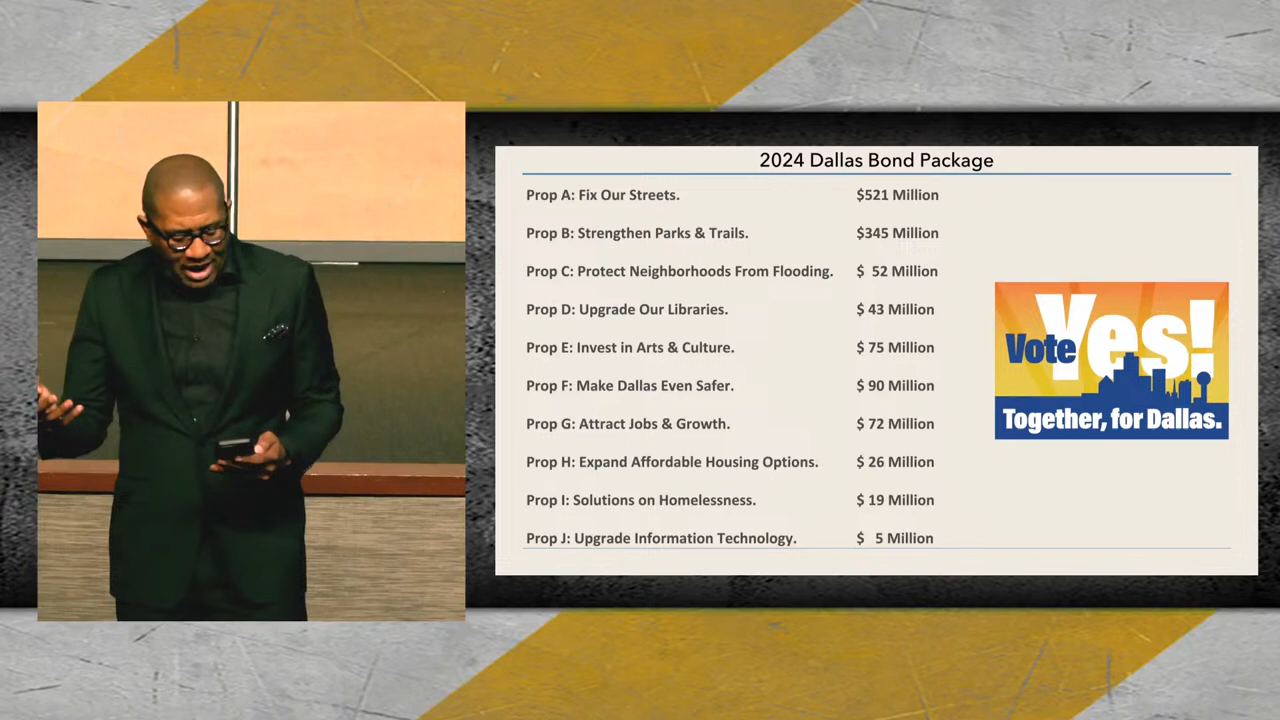 2024 Dallas Bond Package
Prop A: Fix Our Streets. $521 Million
Prop B: Strengthen Parks & Trails. $345 Million
Prop C: Protect Neighborhoods From Flooding. $ 52 Million
Prop D: Upgrade Our Libraries. $ 43 Million
Prop E: Invest in Arts & Culture. $ 75 Million
Prop F: Make Dallas Even Safer. $ 90 Million
Prop G: Attract Jobs & Growth. $ 72 Million
Prop H: Expand Affordable Housing Options. $ 26 Million
Prop I: Solutions on Homelessness. $ 19 Million
Prop J: Upgrade Information Technology. $ 5 Million
Vote Yes!
Together, for Dallas.